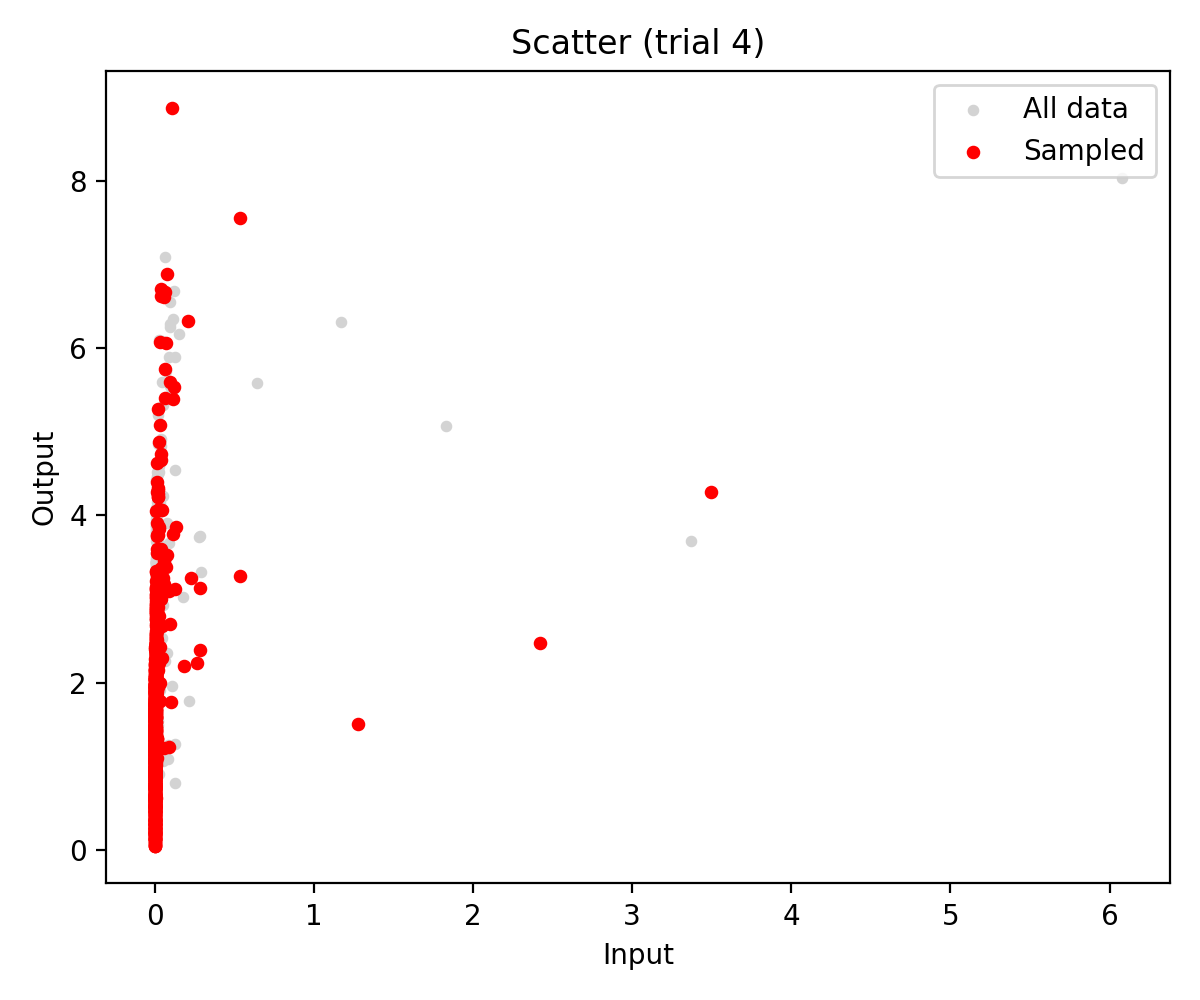 Scatter (trial 4)
All data
Sampled
8
6
4
2
0
Output
0 1 2 3 4 5 6
Input